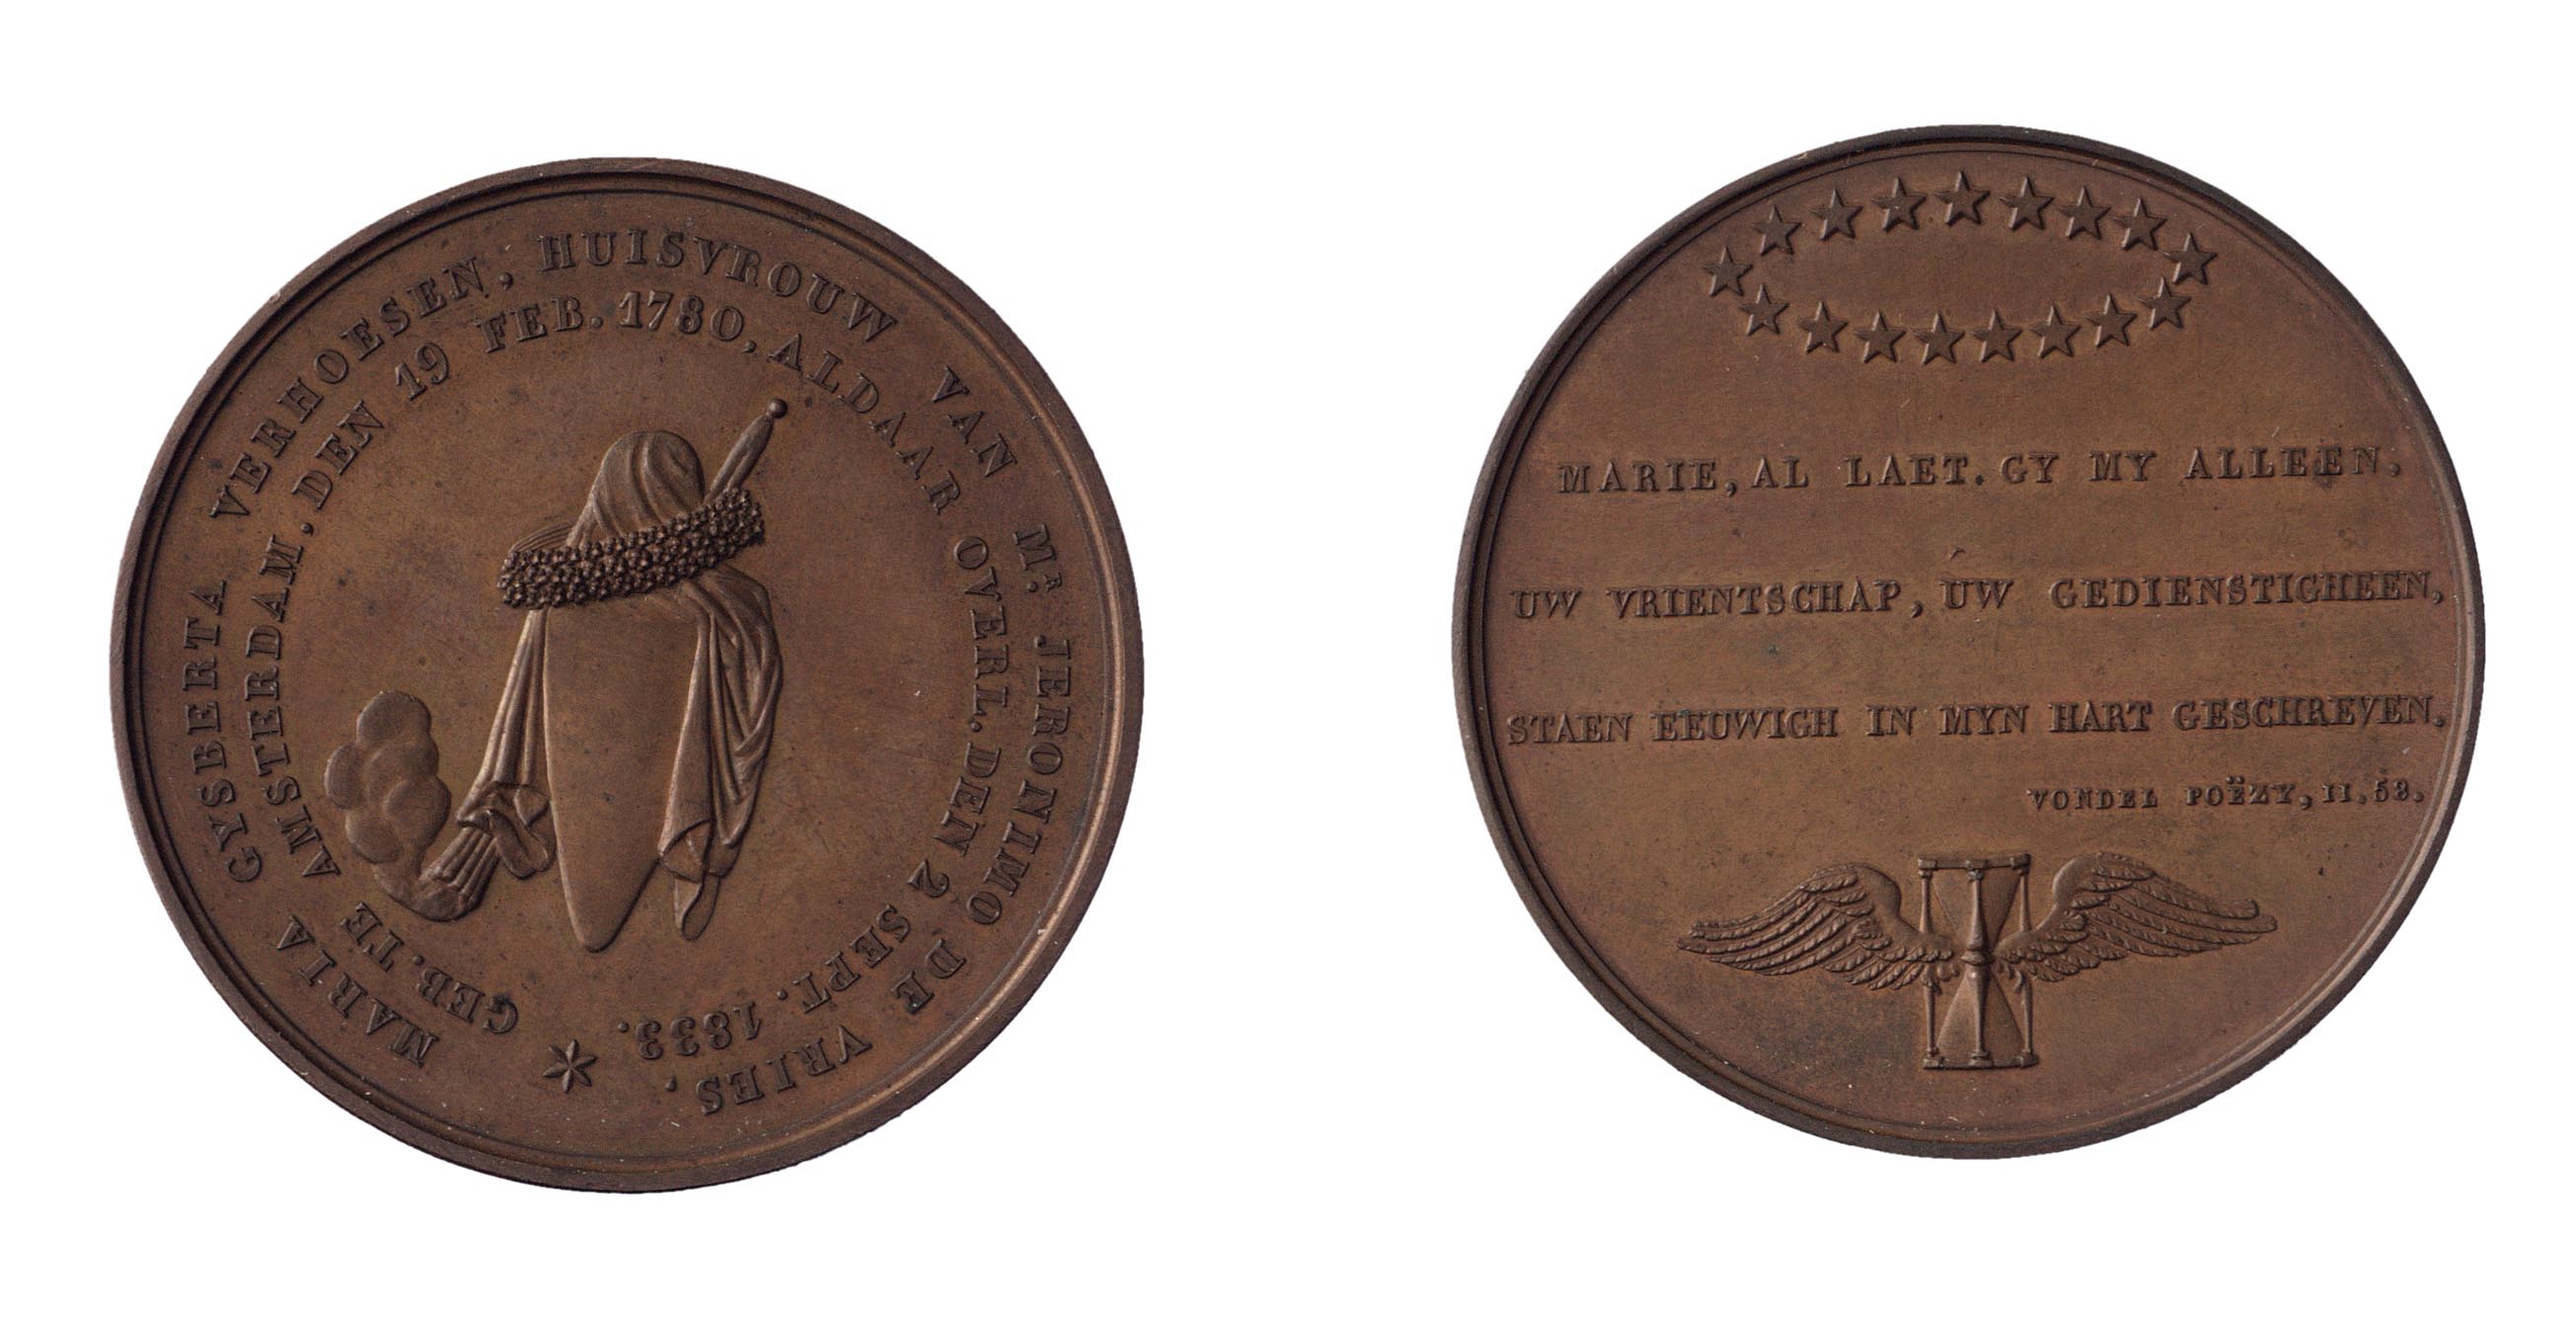 MARIA GYSBERTA VERHOESEN, HUISVROUW VAN MR. JERONIMO DE VRIES.
GEB. TE AMSTERDAM. DEN 19 FEB. 1780, ALDAAR OVERL. DEN 2 SEPT. 1833.
MARIE, AL LAET. GY MY ALLEEN,
UW VRIENTSCHAP, UW GEDIENSTIGHEEN,
STAEN EEUWIGH IN MYN HART GESCHREVEN.
VONDEL POËZY, II. 53.